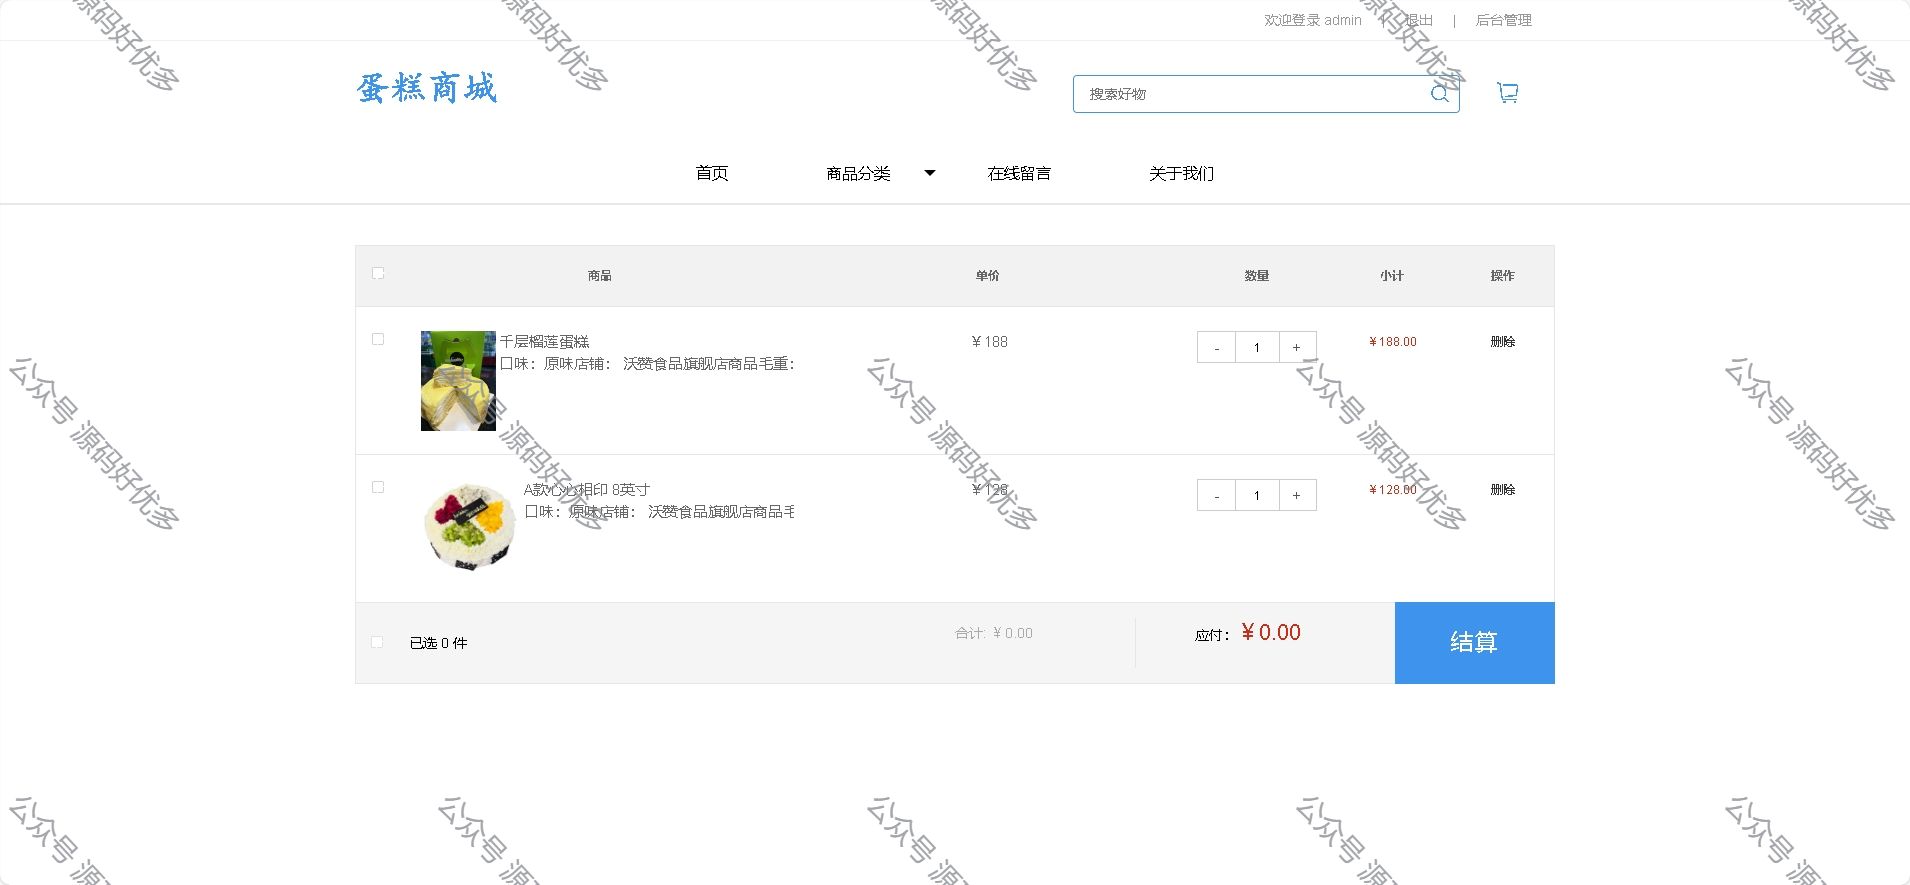 欢迎登录 admin | 退出 | 后台管理
蛋糕商城
搜索好物
首页 商品分类 在线留言 关于我们
商品 单价 数量 小计 操作
千层榴莲蛋糕 ¥ 188 - 1 + ¥188.00 删除
口味：原味店铺： 沃赞食品旗舰店商品毛重：
A款心心相印 8英寸 ¥ 128 - 1 + ¥128.00 删除
口味：原味店铺： 沃赞食品旗舰店商品毛
已选 0 件 合计: ¥ 0.00 应付： ¥ 0.00 结算
公众号 源码好优多